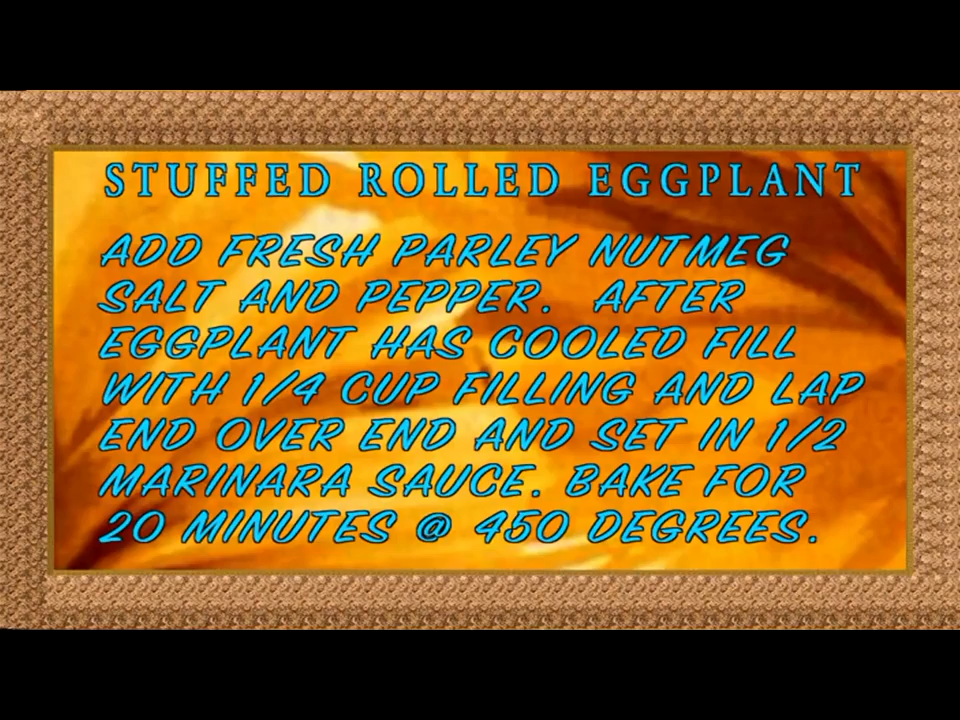 STUFFED ROLLED EGGPLANT
ADD FRESH PARLEY NUTMEG
SALT AND PEPPER. AFTER
EGGPLANT HAS COOLED FILL
WITH 1/4 CUP FILLING AND LAP
END OVER END AND SET IN 1/2
MARINARA SAUCE. BAKE FOR
20 MINUTES @ 450 DEGREES.